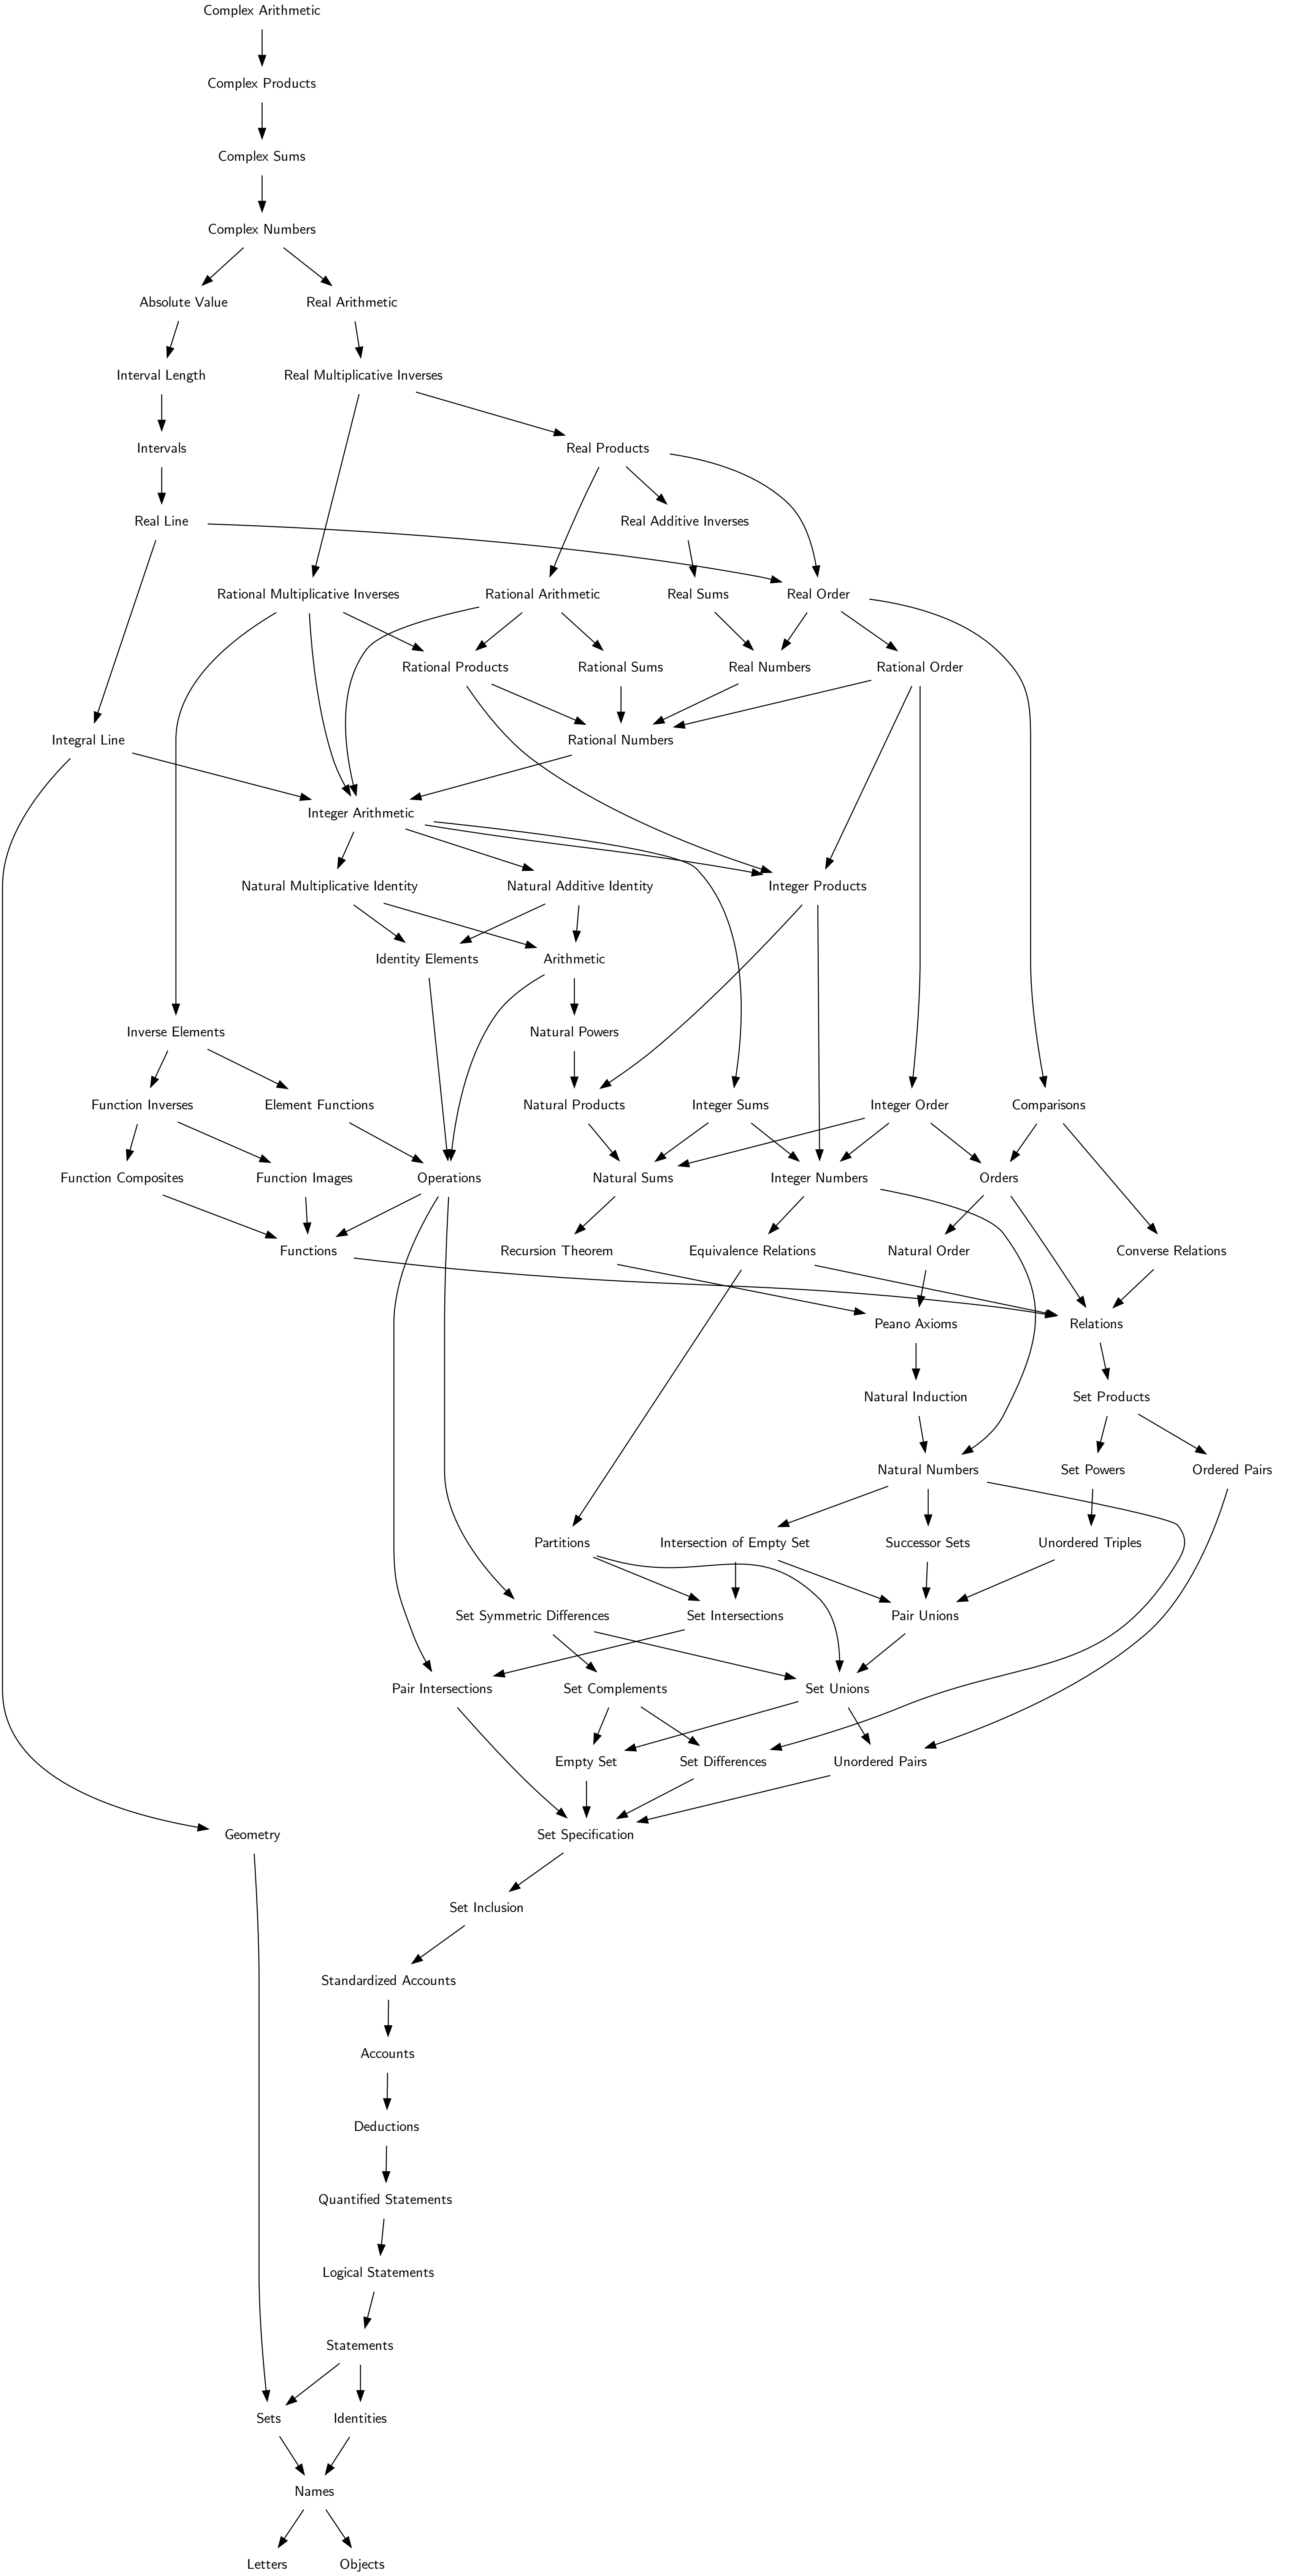 Complex Arithmetic
Complex Products
Complex Sums
Complex Numbers
Absolute Value
Real Arithmetic
Interval Length
Real Multiplicative Inverses
Intervals
Real Products
Real Line
Real Additive Inverses
Rational Multiplicative Inverses
Rational Arithmetic
Real Sums
Real Order
Rational Products
Rational Sums
Real Numbers
Rational Order
Integral Line
Rational Numbers
Integer Arithmetic
Natural Multiplicative Identity
Natural Additive Identity
Integer Products
Identity Elements
Arithmetic
Inverse Elements
Natural Powers
Function Inverses
Element Functions
Natural Products
Integer Sums
Integer Order
Comparisons
Function Composites
Function Images
Operations
Natural Sums
Integer Numbers
Orders
Functions
Recursion Theorem
Equivalence Relations
Natural Order
Converse Relations
Peano Axioms
Relations
Natural Induction
Set Products
Natural Numbers
Set Powers
Ordered Pairs
Partitions
Intersection of Empty Set
Successor Sets
Unordered Triples
Set Symmetric Differences
Set Intersections
Pair Unions
Pair Intersections
Set Complements
Set Unions
Empty Set
Set Differences
Unordered Pairs
Geometry
Set Specification
Set Inclusion
Standardized Accounts
Accounts
Deductions
Quantified Statements
Logical Statements
Statements
Sets
Identities
Names
Letters
Objects